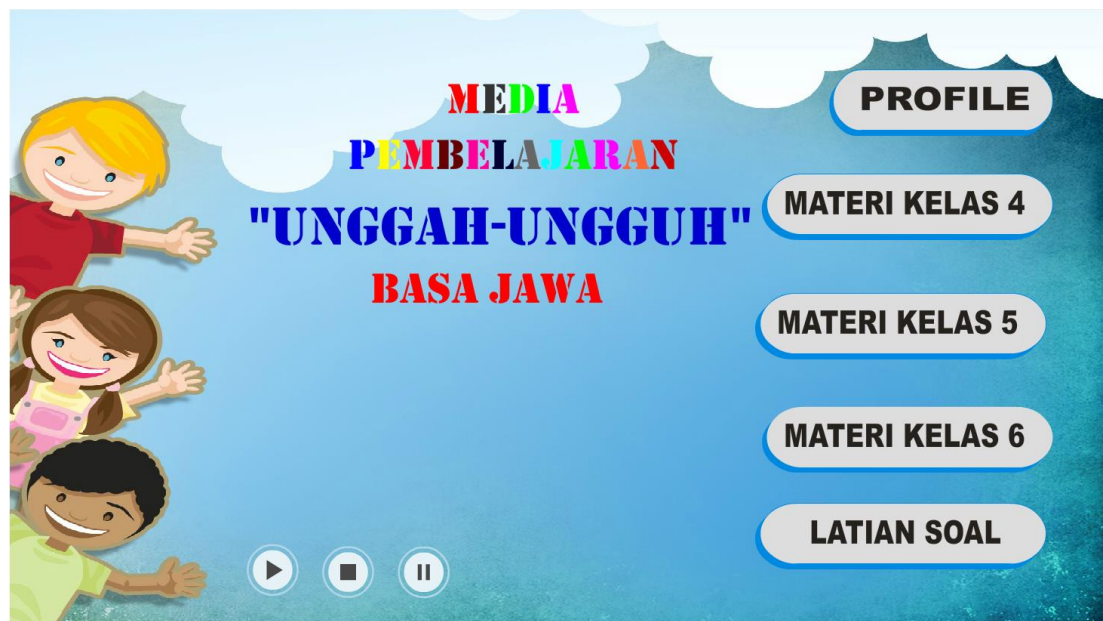 MEDIA
PEMBELAJARAN
"UNGGAH-UNGGUH"
BASA JAWA
PROFILE
MATERI KELAS 4
MATERI KELAS 5
MATERI KELAS 6
LATIAN SOAL